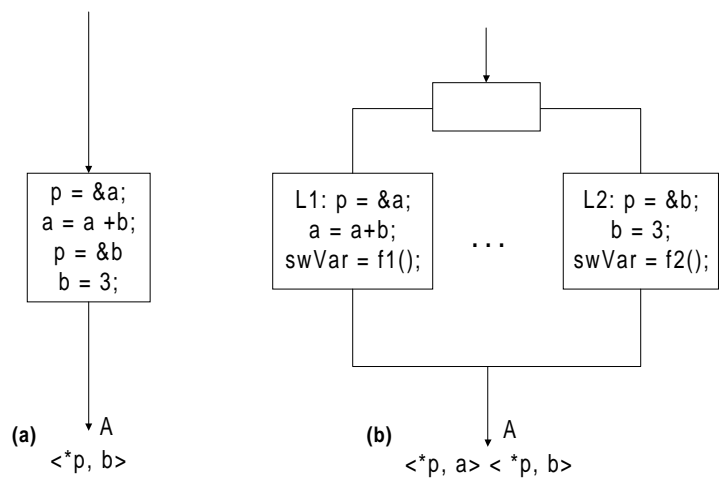 p = &a;
a = a +b;
p = &b
b = 3;
A
(a)
<*p, b>
L1: p = &a;
a = a+b;
swVar = f1();
...
L2: p = &b;
b = 3;
swVar = f2();
A
(b)
<*p, a> < *p, b>